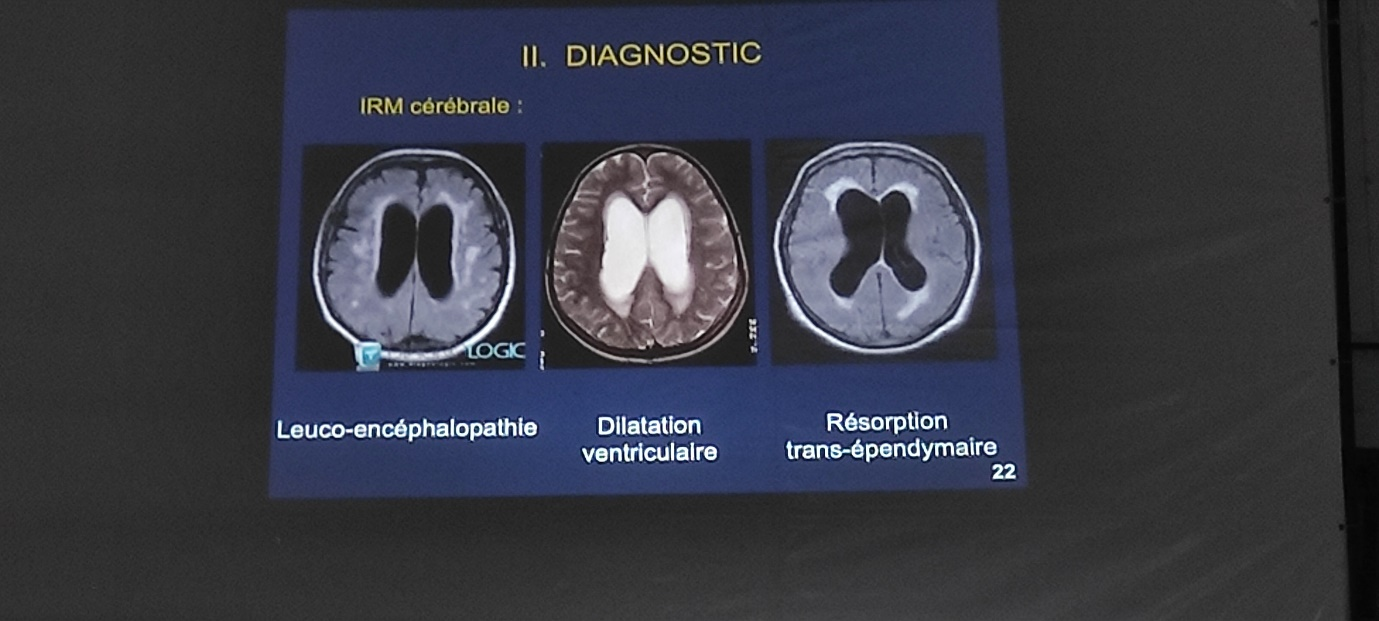 II. DIAGNOSTIC
IRM cérébrale :
LOGIC
Leuco-encéphalopathie
Dilatation
ventriculaire
Résorption
trans-épendymaire
22